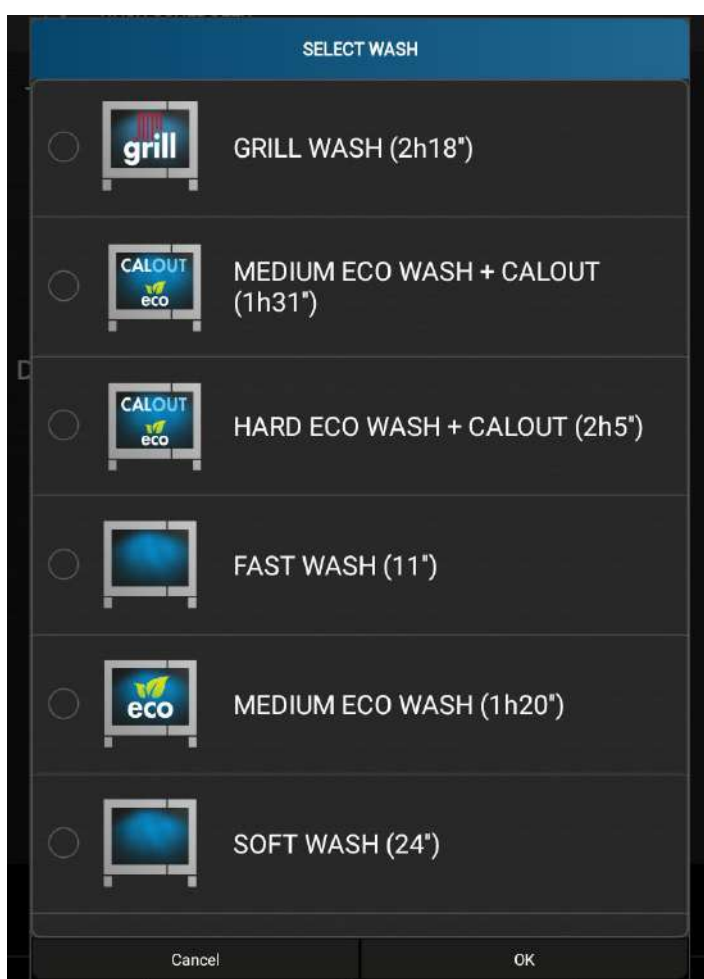 SELECT WASH
grill
GRILL WASH (2h18")
CALOUT
eco
MEDIUM ECO WASH + CALOUT
(1h31")
D
CALOUT
eco
HARD ECO WASH + CALOUT (2h5")
FAST WASH (11")
eco
MEDIUM ECO WASH (1h20")
SOFT WASH (24")
Cancel
OK